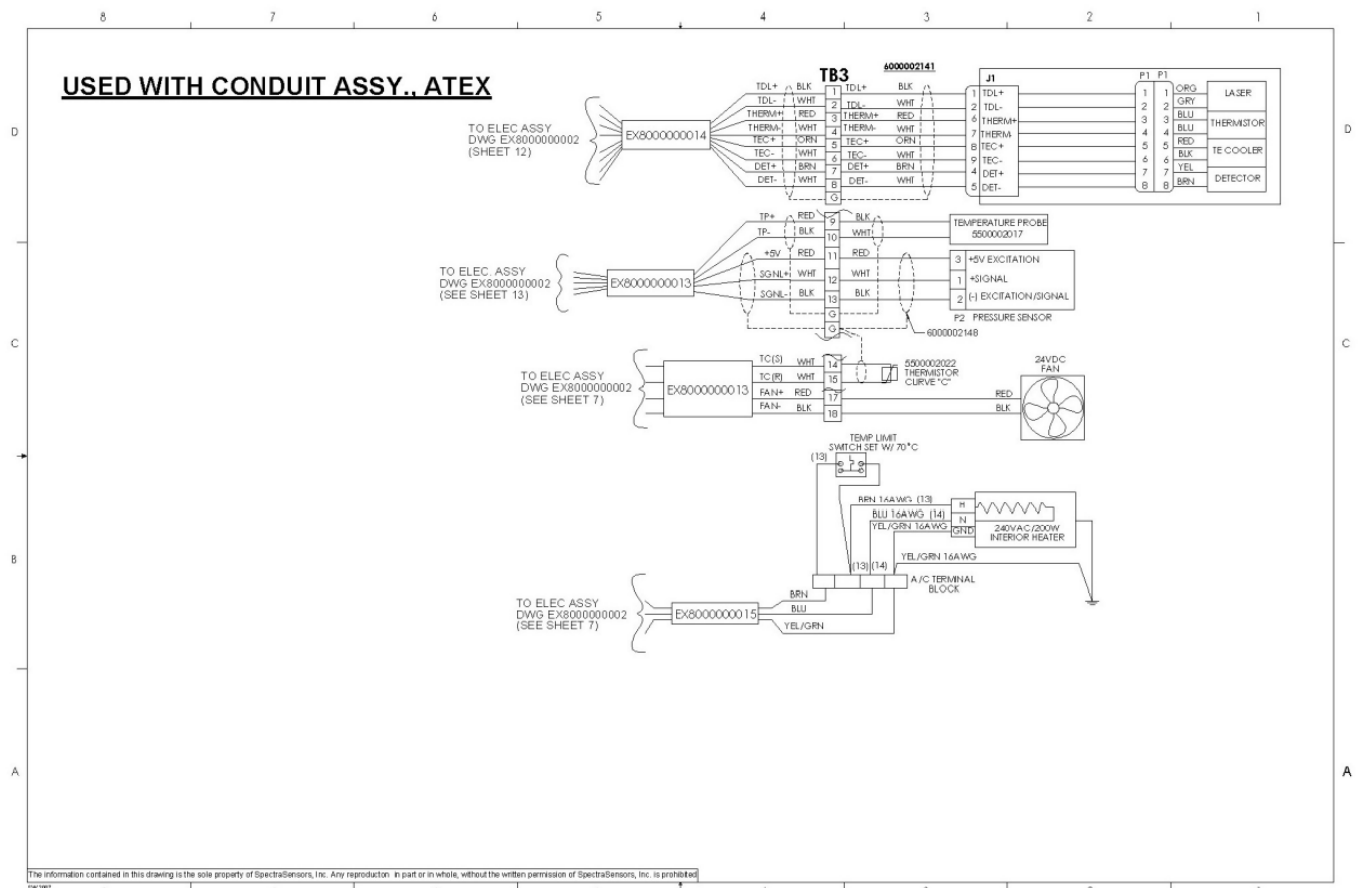 8 7 6 5 4 3 2 1
USED WITH CONDUIT ASSY., ATEX
D
D
TO ELEC ASSY
DWG EX8000000002
(SHEET 12)
EX8000000014
TB3
6000002141
TDL+ BLK 1 TDL+ BLK
TDL- WHT 2 TDL- WHT
THERM+ RED 3 THERM+ RED
THERM- WHT 4 THERM- WHT
TEC+ ORN 5 TEC+ ORN
TEC- WHT 6 TEC- WHT
DET+ BRN 7 DET+ BRN
DET- WHT 8 DET- WHT
G
J1
1 TDL+
2 TDL-
6 THERM+
7 THERM-
8 TEC+
9 TEC-
4 DET+
5 DET-
P1 P1
1 1 ORG
2 2 GRY
3 3 BLU
4 4 BLU
5 5 RED
6 6 BLK
7 7 YEL
8 8 BRN
LASER
THERMISTOR
TE COOLER
DETECTOR
TO ELEC. ASSY
DWG EX8000000002
(SEE SHEET 13)
EX8000000013
TP+ RED 9 BLK
TP- BLK 10 WHT
+5V RED 11 RED
SGNL+ WHT 12 WHT
SGNL- BLK 13 BLK
G
G
TEMPERATURE PROBE
5500002017
3 +5V EXCITATION
1 +SIGNAL
2 (-) EXCITATION/SIGNAL
P2 PRESSURE SENSOR
6000002148
C
C
TO ELEC ASSY
DWG EX8000000002
(SEE SHEET 7)
EX8000000013
TC(S) WHT 14
TC(R) WHT 15
FAN+ RED 17
FAN- BLK 18
5500002022
THERMISTOR
CURVE "C"
24VDC
FAN
RED
BLK
TEMP LIMIT
SWITCH SET W/ 70°C
(13)
BRN 16AWG (13) H
BLU 16AWG (14) N
YEL/GRN 16AWG GND
240VAC/200W
INTERIOR HEATER
YEL/GRN 16AWG
(13) (14)
A/C TERMINAL
BLOCK
B
B
TO ELEC ASSY
DWG EX8000000002
(SEE SHEET 7)
EX8000000015
BRN
BLU
YEL/GRN
A
A
The information contained in this drawing is the sole property of SpectraSensors, Inc. Any reproducton in part or in whole, without the written permission of SpectraSensors, Inc. is prohibited